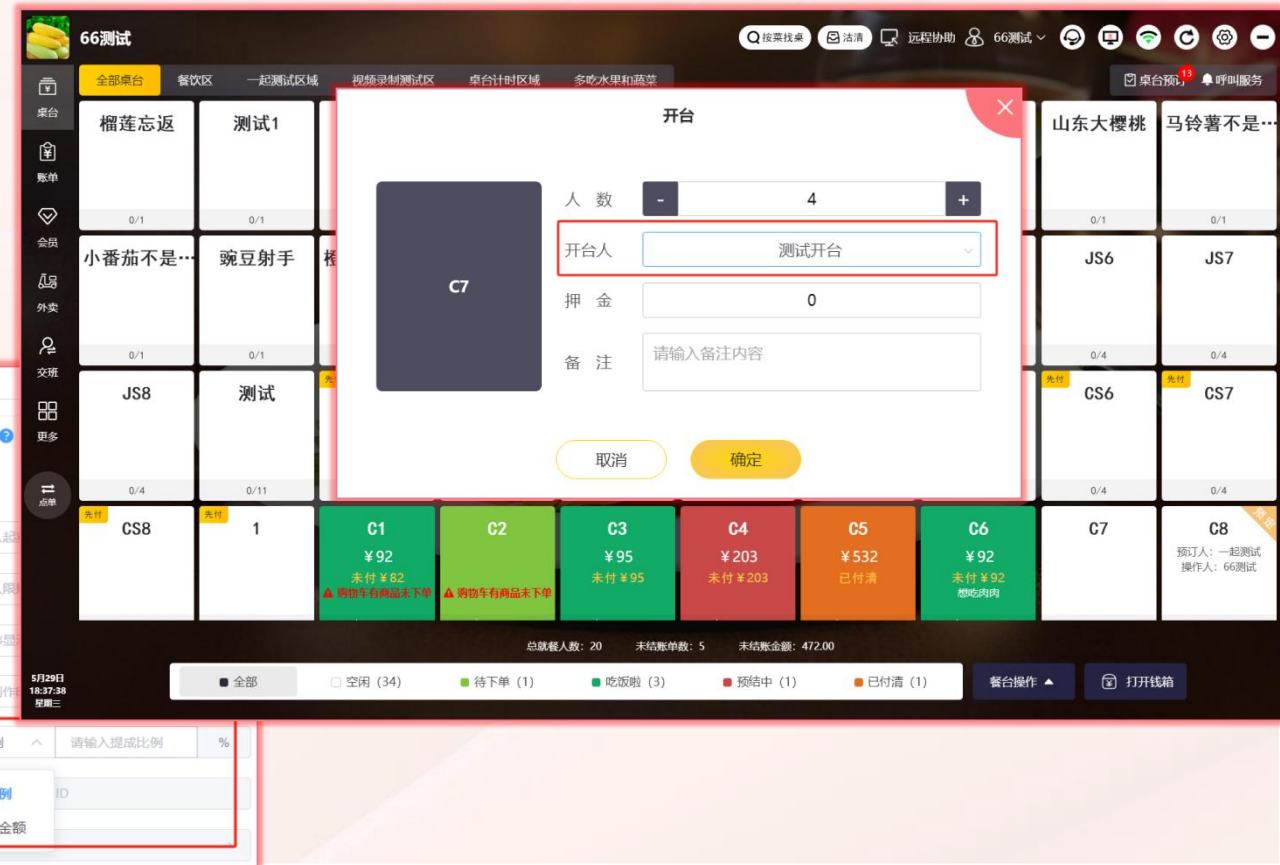 66测试
按菜找桌
沽清
远程协助
66测试
全部桌台 餐饮区 一起测试区域 视频录制测试区 桌台计时区域 多吃水果和蔬菜
桌台预订 13
呼叫服务
桌台
账单
会员
外卖
交班
更多
点单
榴莲忘返
0/1
测试1
0/1
山东大樱桃
0/1
马铃薯不是…
0/1
小番茄不是…
0/1
豌豆射手
0/1
JS6
0/4
JS7
0/4
JS8
0/4
测试
0/11
先付
CS6
0/4
先付
CS7
0/4
开台
C7
人 数 - 4 +
开台人 测试开台
押 金 0
备 注 请输入备注内容
取消 确定
先付
CS8
先付
1
C1
¥92
未付¥82
购物车有商品未下单
C2
购物车有商品未下单
C3
¥95
未付¥95
C4
¥203
未付¥203
C5
¥532
已付清
C6
¥92
未付¥92
想吃肉肉
C7
预定
C8
预订人：一起测试
操作人：66测试
总就餐人数：20 未结账单数：5 未结账金额：472.00
5月29日
18:37:38
星期三
全部 空闲（34） 待下单（1） 吃饭啦（3） 预结中（1） 已付清（1）
餐台操作
打开钱箱
请输入提成比例 %
例
ID
金额